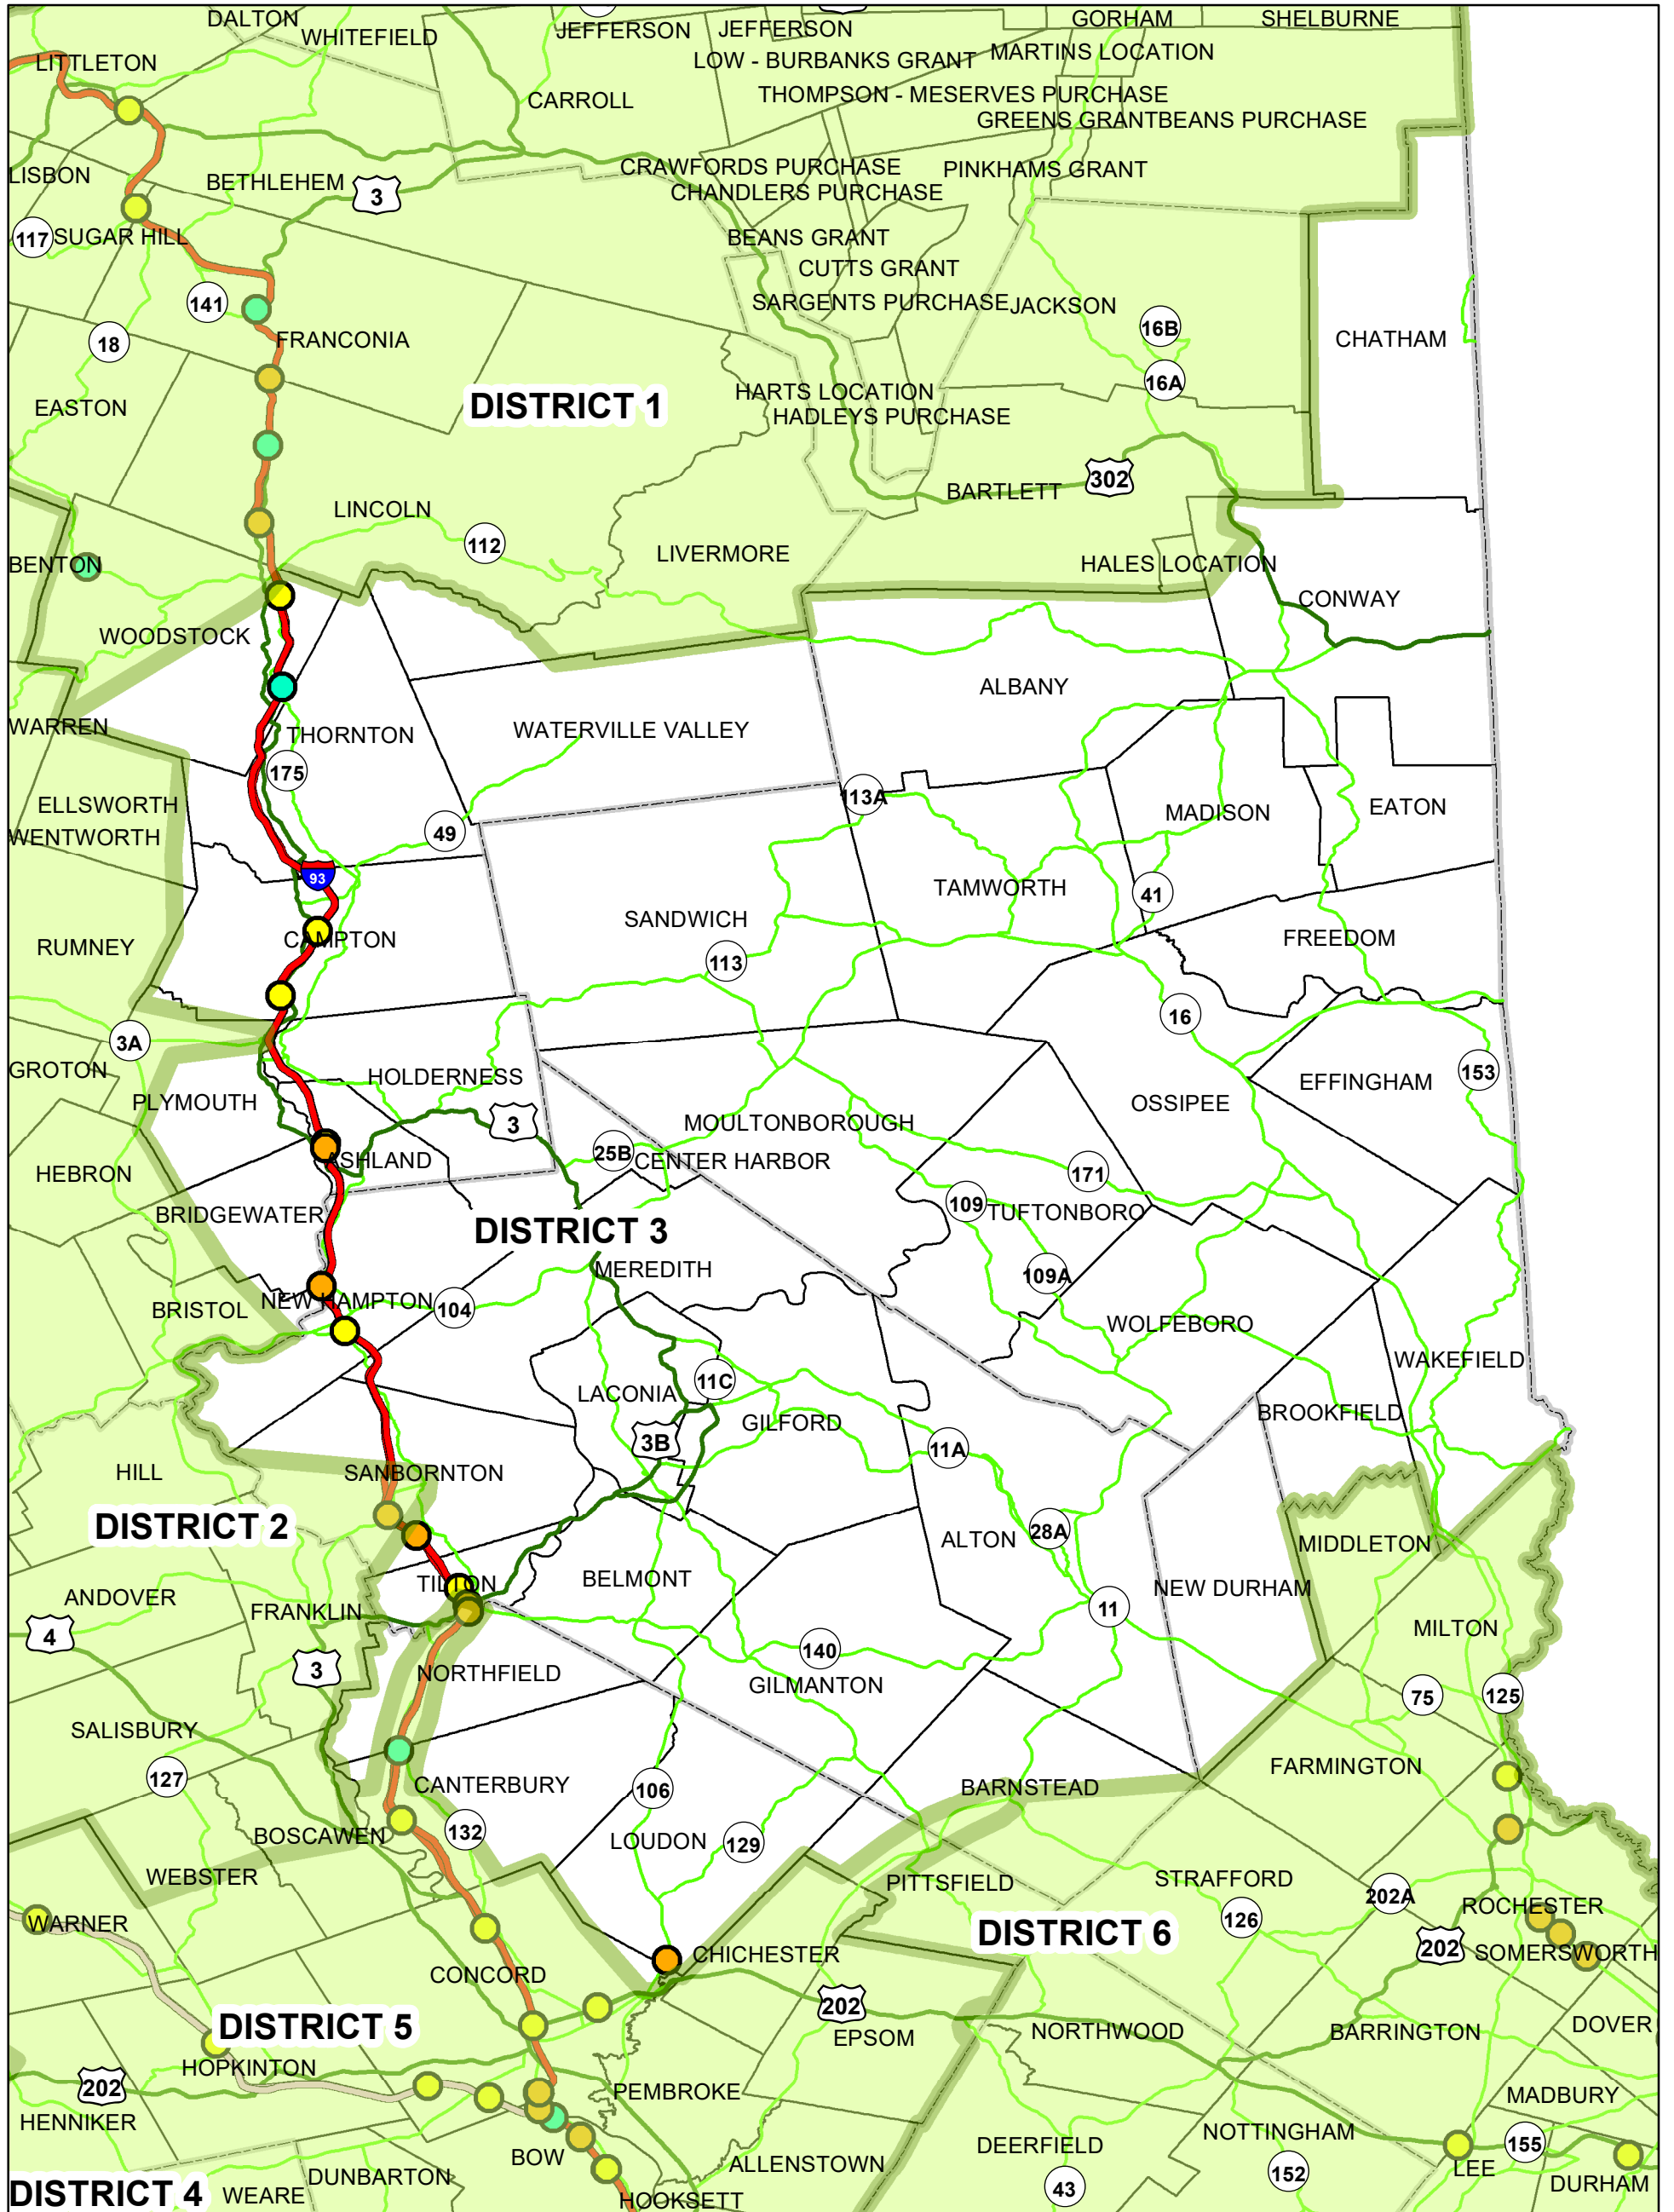 DALTON
WHITEFIELD
JEFFERSON
JEFFERSON
GORHAM
SHELBURNE
LITTLETON
LOW - BURBANKS GRANT
MARTINS LOCATION
CARROLL
THOMPSON - MESERVES PURCHASE
GREENS GRANT
BEANS PURCHASE
LISBON
BETHLEHEM
3
CRAWFORDS PURCHASE
PINKHAMS GRANT
CHANDLERS PURCHASE
117
SUGAR HILL
BEANS GRANT
CUTTS GRANT
141
SARGENTS PURCHASE
JACKSON
16B
18
FRANCONIA
CHATHAM
16A
EASTON
DISTRICT 1
HARTS LOCATION
HADLEYS PURCHASE
302
BARTLETT
LINCOLN
112
LIVERMORE
BENTON
HALES LOCATION
CONWAY
WOODSTOCK
ALBANY
WARREN
THORNTON
WATERVILLE VALLEY
175
113A
ELLSWORTH
MADISON
EATON
WENTWORTH
49
93
TAMWORTH
41
SANDWICH
CAMPTON
FREEDOM
RUMNEY
113
16
3A
GROTON
HOLDERNESS
EFFINGHAM
153
PLYMOUTH
OSSIPEE
3
MOULTONBOROUGH
25B
CENTER HARBOR
ASHLAND
HEBRON
171
109
TUFTONBORO
BRIDGEWATER
DISTRICT 3
MEREDITH
109A
BRISTOL
NEW HAMPTON
104
WOLFEBORO
WAKEFIELD
11C
LACONIA
BROOKFIELD
GILFORD
3B
11A
HILL
SANBORNTON
DISTRICT 2
28A
ALTON
MIDDLETON
TILTON
BELMONT
NEW DURHAM
ANDOVER
FRANKLIN
11
4
MILTON
140
3
NORTHFIELD
GILMANTON
75
125
SALISBURY
FARMINGTON
127
CANTERBURY
106
BARNSTEAD
BOSCAWEN
132
LOUDON
129
WEBSTER
STRAFFORD
PITTSFIELD
202A
ROCHESTER
WARNER
126
DISTRICT 6
202
SOMERSWORTH
CHICHESTER
CONCORD
202
DISTRICT 5
EPSOM
NORTHWOOD
BARRINGTON
DOVER
HOPKINTON
202
PEMBROKE
MADBURY
HENNIKER
NOTTINGHAM
DEERFIELD
155
BOW
ALLENSTOWN
LEE
152
DUNBARTON
DURHAM
43
DISTRICT 4
WEARE
HOOKSETT